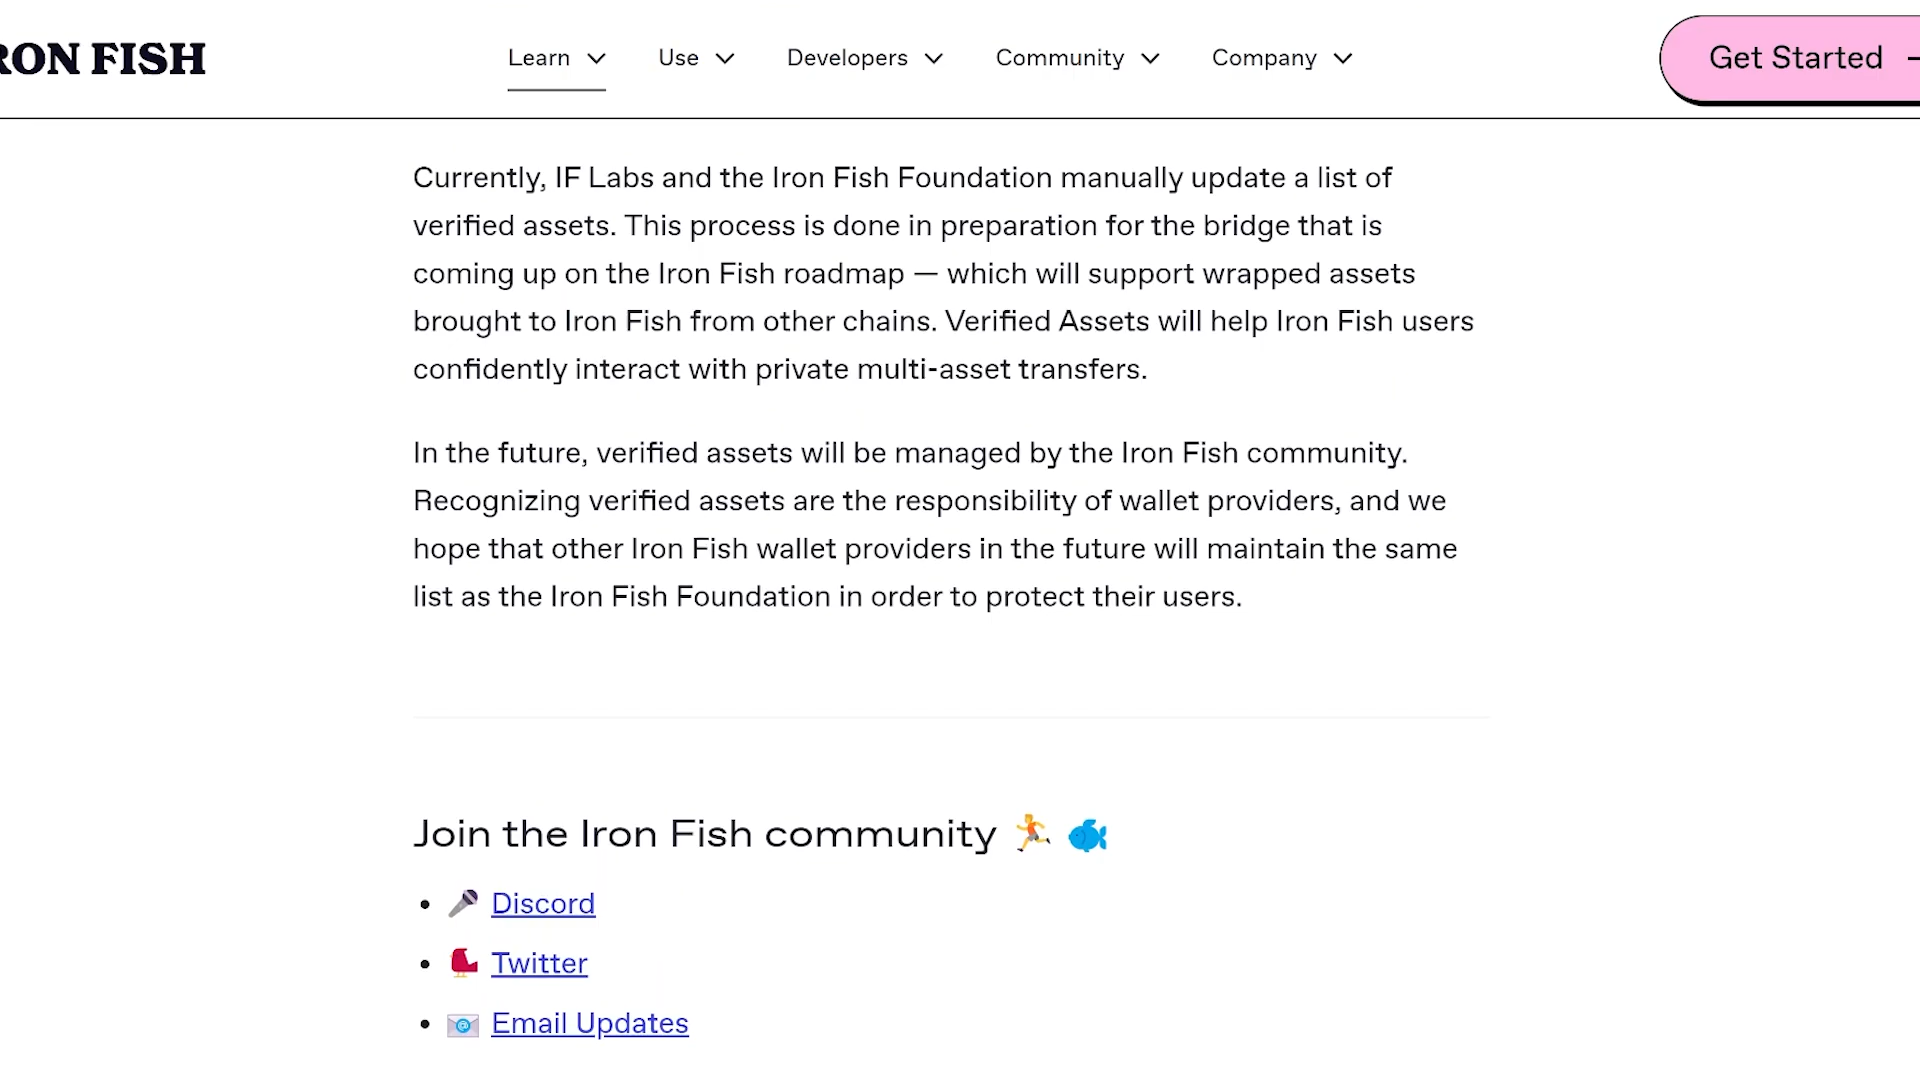 RON FISH
Learn
Use
Developers
Community
Company
Get Started
Currently, IF Labs and the Iron Fish Foundation manually update a list of
verified assets. This process is done in preparation for the bridge that is
coming up on the Iron Fish roadmap — which will support wrapped assets
brought to Iron Fish from other chains. Verified Assets will help Iron Fish users
confidently interact with private multi-asset transfers.
In the future, verified assets will be managed by the Iron Fish community.
Recognizing verified assets are the responsibility of wallet providers, and we
hope that other Iron Fish wallet providers in the future will maintain the same
list as the Iron Fish Foundation in order to protect their users.
Join the Iron Fish community
Discord
Twitter
Email Updates